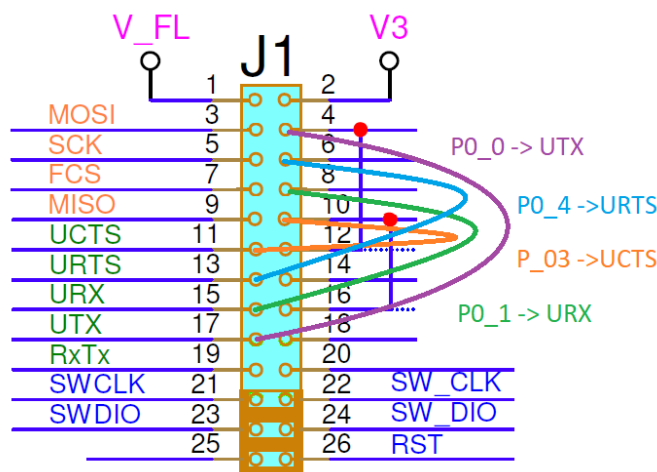 V_FL J1 V3
1 2
MOSI 3 4
SCK 5 6 P0_0 -> UTX
FCS 7 8
MISO 9 10 P0_4 ->URTS
UCTS 11 12
URTS 13 14 P_03 ->UCTS
URX 15 16 P0_1 -> URX
UTX 17 18
RxTx 19 20
SWCLK 21 22 SW_CLK
SWDIO 23 24 SW_DIO
25 26 RST